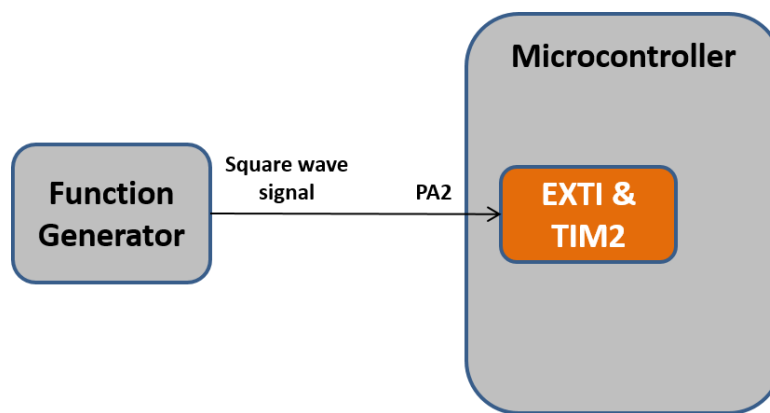 Microcontroller
Function
Generator
Square wave
signal
PA2
EXTI &
TIM2